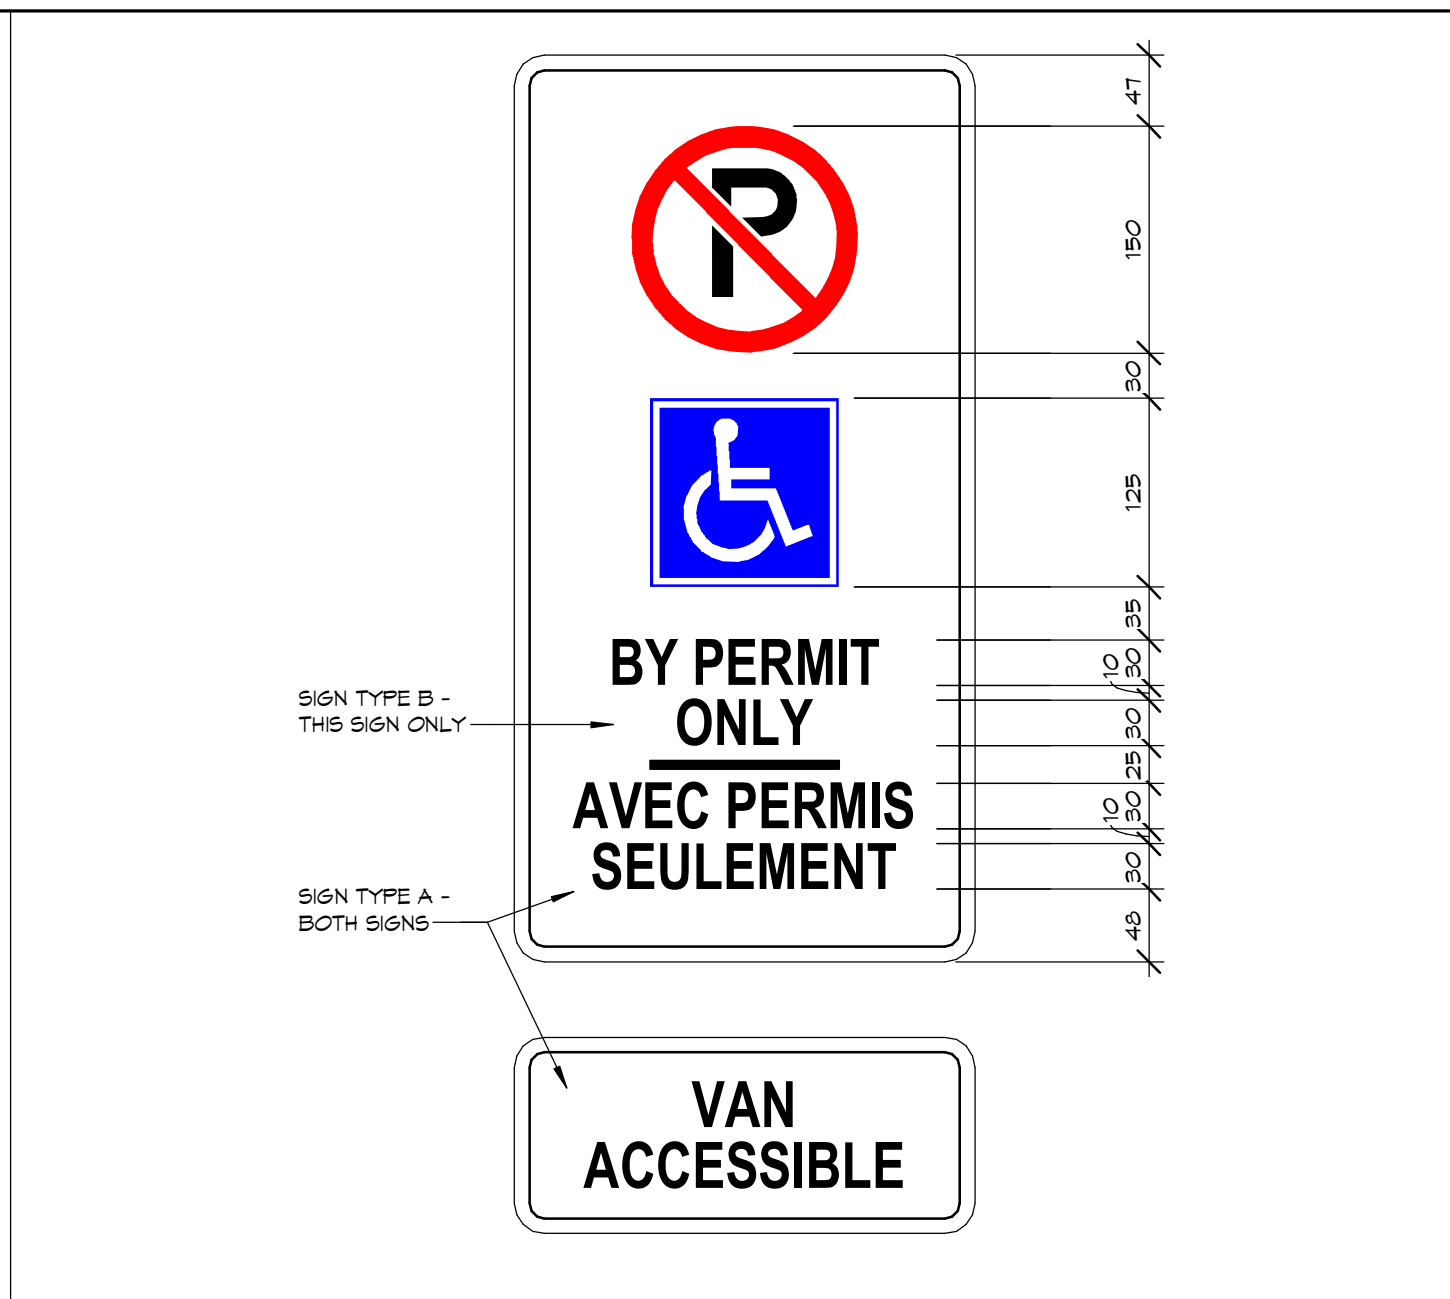 P
BY PERMIT
ONLY
AVEC PERMIS
SEULEMENT
SIGN TYPE B -
THIS SIGN ONLY
SIGN TYPE A -
BOTH SIGNS
VAN
ACCESSIBLE
47
150
30
125
35
30
10
30
25
30
10
30
48